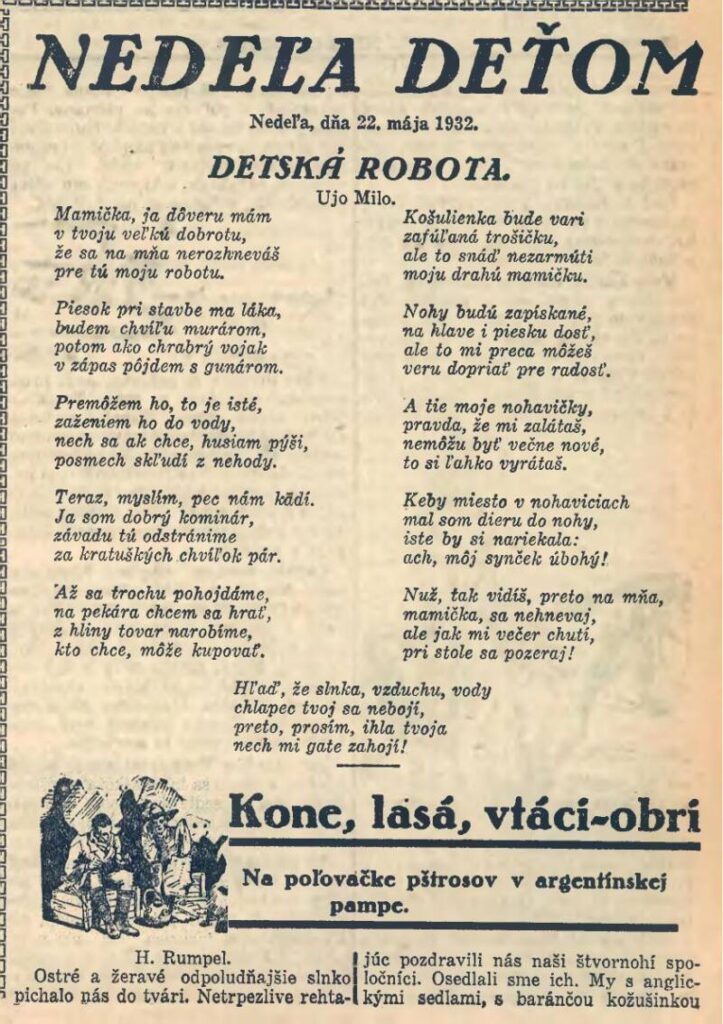 NEDEĽA DEŤOM
Nedeľa, dňa 22. mája 1932.
DETSKÁ ROBOTA.
Ujo Milo.
Mamička, ja dôveru mám
v tvoju veľkú dobrotu,
že sa na mňa nerozhneváš
pre tú moju robotu.
Piesok pri stavbe ma láka,
budem chvíľu murárom,
potom ako chrabrý vojak
v zápas pôjdem s gunárom.
Premôžem ho, to je isté,
zaženiem ho do vody,
nech sa ak chce, husiam pýši,
posmech skľudí z nehody.
Teraz, myslím, pec nám kádí.
Ja som dobrý kominár,
závadu tú odstránime
za kratuškých chvíľok pár.
Až sa trochu pohojdáme,
na pekára chcem sa hrať,
z hliny tovar narobíme,
kto chce, môže kupovať.
Košulienka bude vari
zafúľaná trošičku,
ale to snáď nezarmúti
moju drahú mamičku.
Nohy budú zapískané,
na hlave i piesku dosť,
ale to mi preca môžeš
veru dopriať pre radosť.
A tie moje nohavičky,
pravda, že mi zalátaš,
nemôžu byť večne nové,
to si ľahko vyrátaš.
Keby miesto v nohaviciach
mal som dieru do nohy,
iste by si nariekala:
ach, môj synček úbohý!
Nuž, tak vidíš, preto na mňa,
mamička, sa nehnevaj,
ale jak mi večer chutí,
pri stole sa pozeraj!
Hľaď, že slnka, vzduchu, vody
chlapec tvoj sa nebojí,
preto, prosím, ihla tvoja
nech mi gate zahojí!
Kone, lasá, vtáci-obri
Na poľovačke pštrosov v argentínskej
pampe.
H. Rumpel.
Ostré a žeravé odpoludňajšie slnko
pichalo nás do tvári. Netrpezlive rehta-
júc pozdravili nás naši štvornohí spo-
ločníci. Osedlali sme ich. My s anglic-
kými sedlami, s barančou kožušinkou